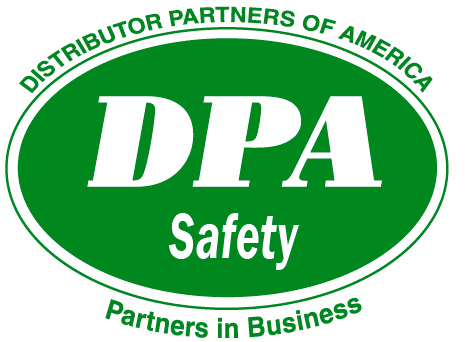 DISTRIBUTOR PARTNERS OF AMERICA
DPA
Safety
Partners in Business